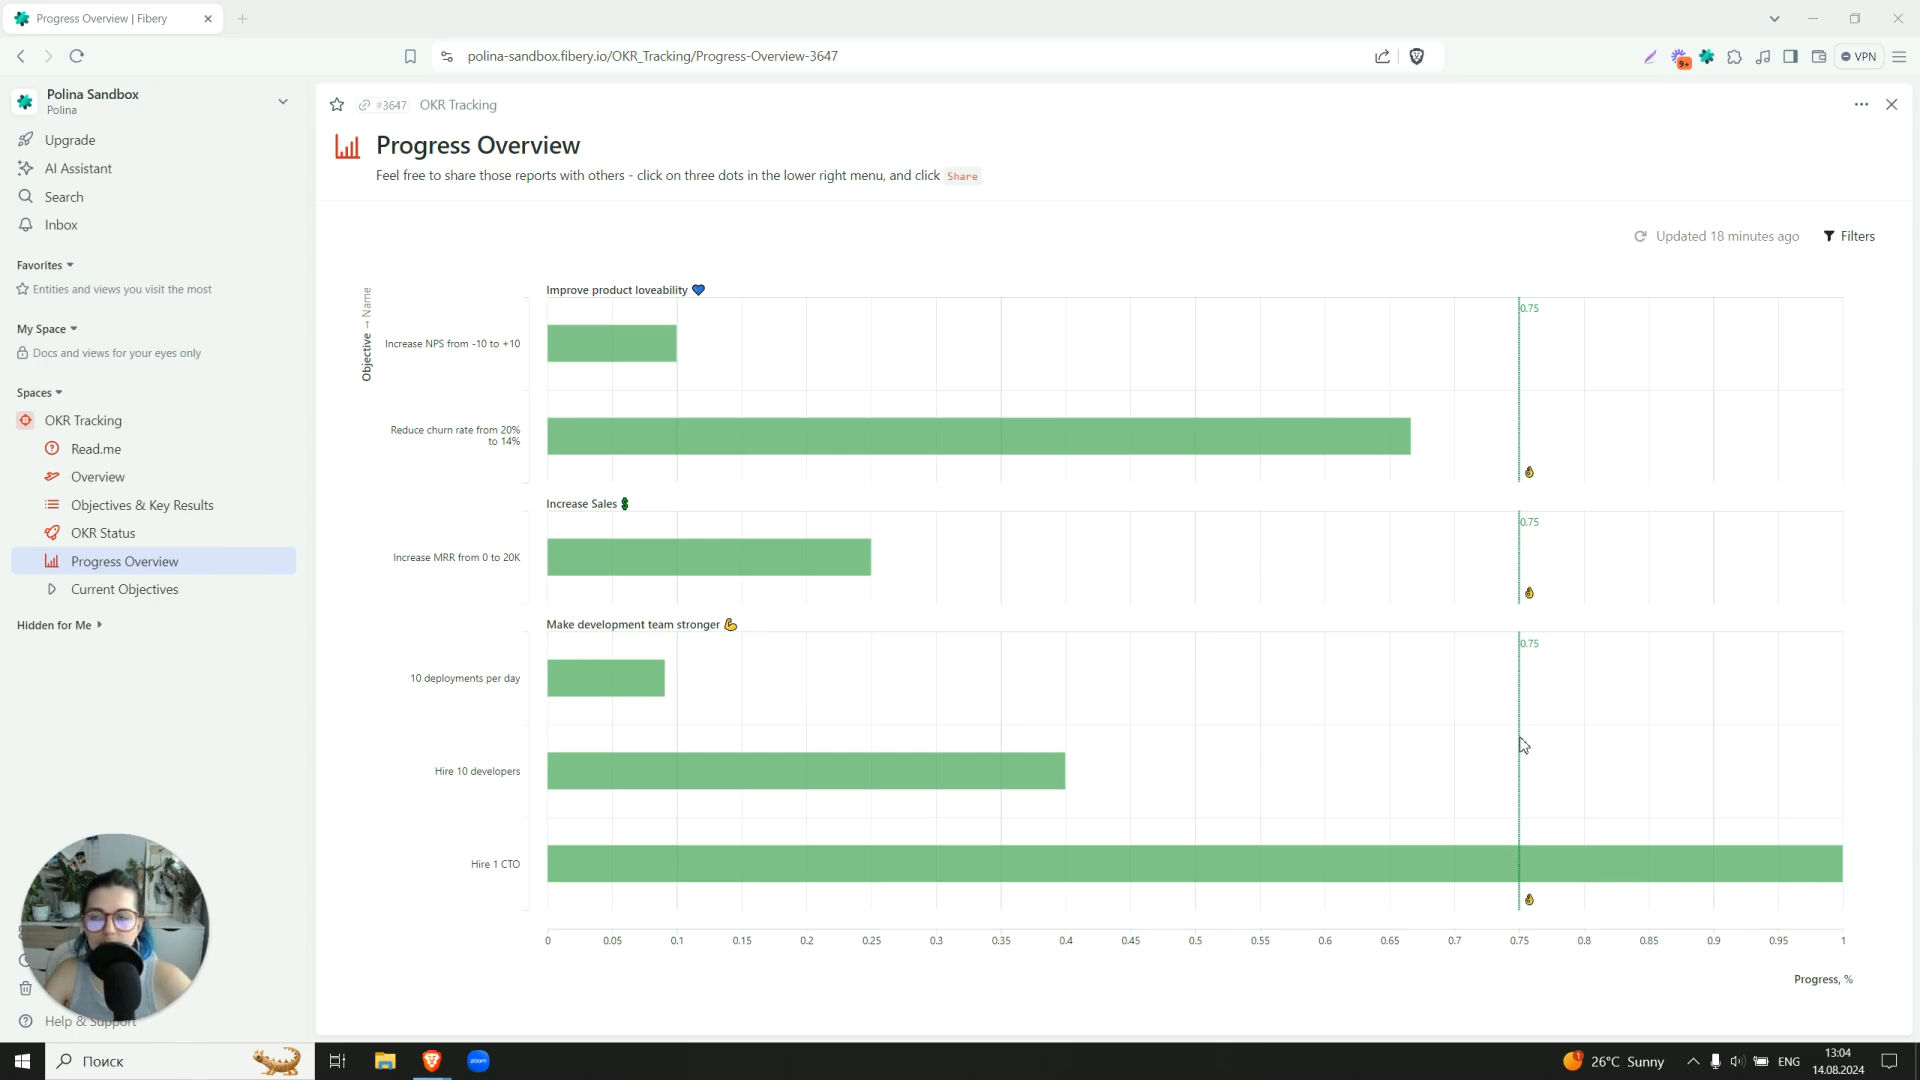 Progress Overview | Fibery
polina-sandbox.fibery.io/OKR_Tracking/Progress-Overview-3647
9+
VPN
Polina Sandbox
Polina
Upgrade
AI Assistant
Search
Inbox
Favorites
Entities and views you visit the most
My Space
Docs and views for your eyes only
Spaces
OKR Tracking
Read.me
Overview
Objectives & Key Results
OKR Status
Progress Overview
Current Objectives
Hidden for Me
Help & Support
#3647
OKR Tracking
Progress Overview
Feel free to share those reports with others - click on three dots in the lower right menu, and click Share
Updated 18 minutes ago
Filters
Objective → Name
Improve product loveability 💙
0.75
Increase NPS from -10 to +10
Reduce churn rate from 20%
to 14%
Increase Sales
0.75
Increase MRR from 0 to 20K
Make development team stronger 💪
0.75
10 deployments per day
Hire 10 developers
Hire 1 CTO
0 0.05 0.1 0.15 0.2 0.25 0.3 0.35 0.4 0.45 0.5 0.55 0.6 0.65 0.7 0.75 0.8 0.85 0.9 0.95 1
Progress, %
Поиск
zoom
1
26°C Sunny
ENG
13:04
14.08.2024